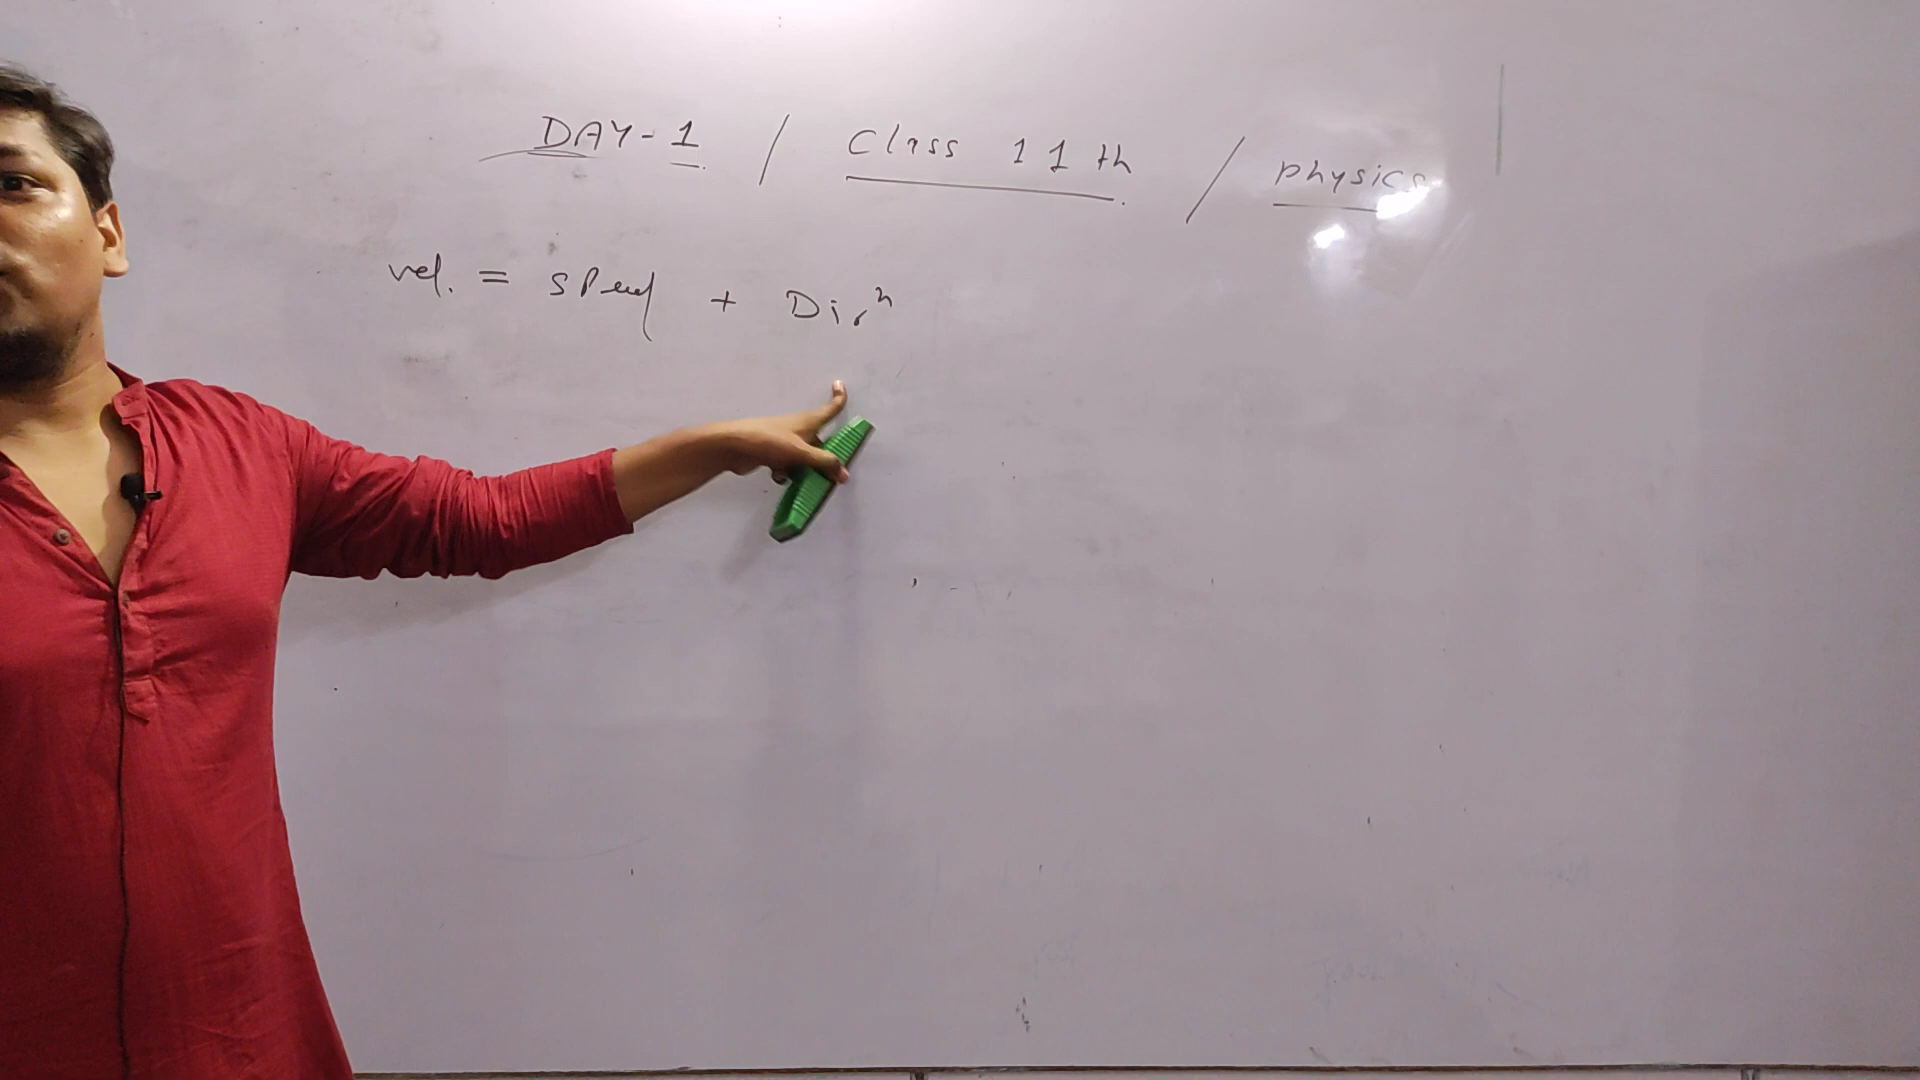 DAY-1 / Class 11th / physics
vel. = speed + Dirⁿ